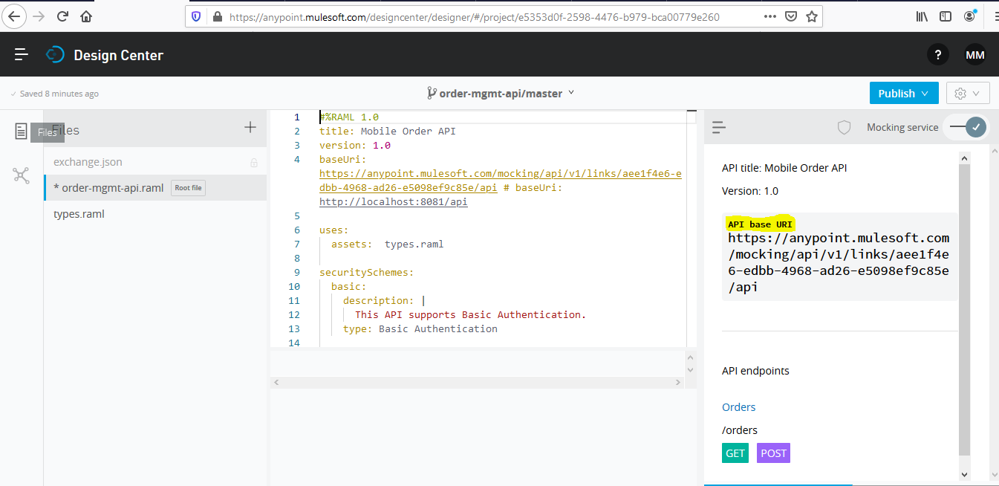 https://anypoint.mulesoft.com/designcenter/designer/#/project/e5353d0f-2598-4476-b979-bca00779e260
Design Center
?
MM
Saved 8 minutes ago
order-mgmt-api/master
Publish
Files
Files
exchange.json
* order-mgmt-api.raml
Root file
types.raml
1 #%RAML 1.0
2 title: Mobile Order API
3 version: 1.0
4 baseUri:
https://anypoint.mulesoft.com/mocking/api/v1/links/aee1f4e6-e
dbb-4968-ad26-e5098ef9c85e/api # baseUri:
http://localhost:8081/api
5
6 uses:
7 assets:  types.raml
8
9 securitySchemes:
10 basic:
11 description: |
12 This API supports Basic Authentication.
13 type: Basic Authentication
14
Mocking service
API title: Mobile Order API
Version: 1.0
API base URI
https://anypoint.mulesoft.com
/mocking/api/v1/links/aee1f4e
6-edbb-4968-ad26-e5098ef9c85e
/api
API endpoints
Orders
/orders
GET
POST